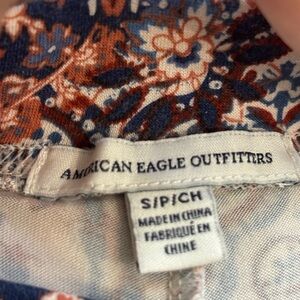 AMERICAN EAGLE OUTFITTERS
S/P/CH
MADE IN CHINA
FABRIQUÉ EN
CHINE